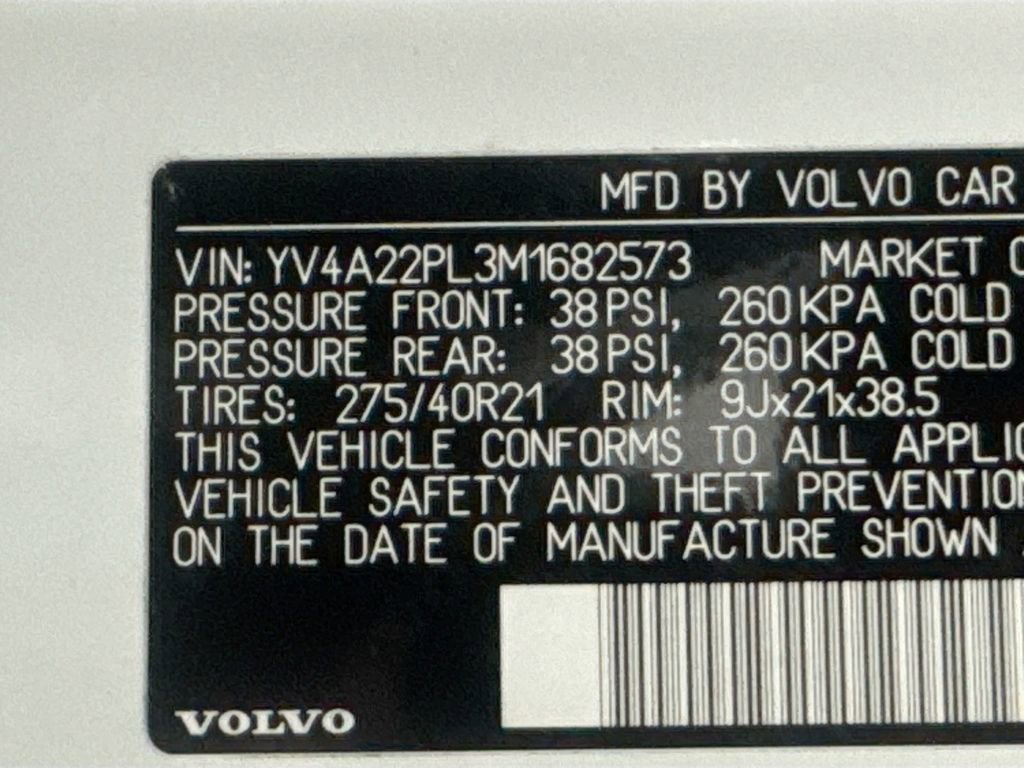 MFD BY VOLVO CAR
VIN: YV4A22PL3M1682573 MARKET
PRESSURE FRONT: 38 PSI, 260 KPA COLD
PRESSURE REAR: 38 PSI, 260 KPA COLD
TIRES: 275/40R21 RIM: 9Jx21x38.5
THIS VEHICLE CONFORMS TO ALL APPLIC
VEHICLE SAFETY AND THEFT PREVENTION
ON THE DATE OF MANUFACTURE SHOWN
VOLVO